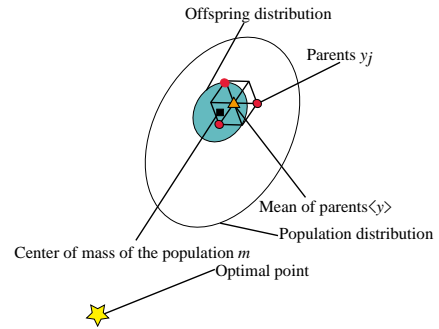 Offspring distribution
Parents yj
Mean of parents<y>
Population distribution
Center of mass of the population m
Optimal point